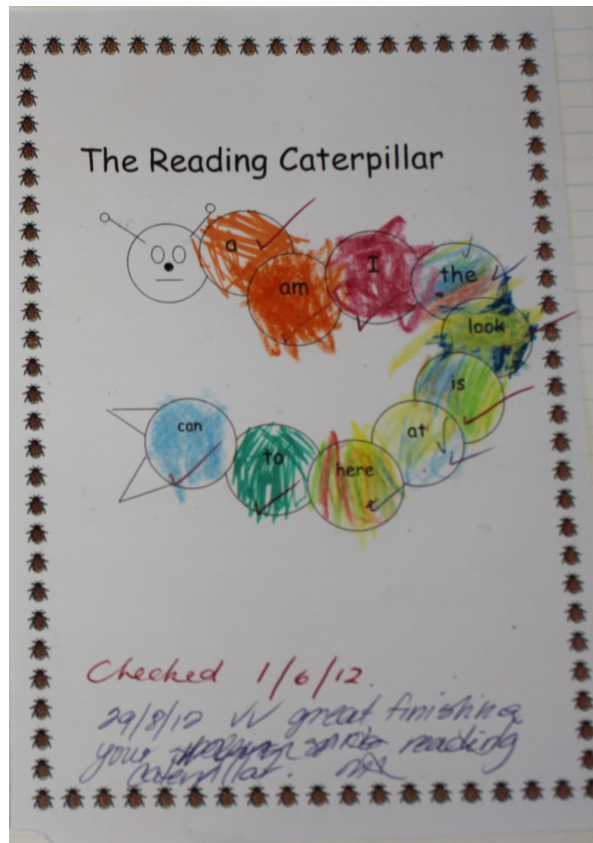 The Reading Caterpillar
a
am
I
the
look
is
at
here
to
can
Checked 1/6/12.
29/8/12 great finishing
your reading
caterpillar.